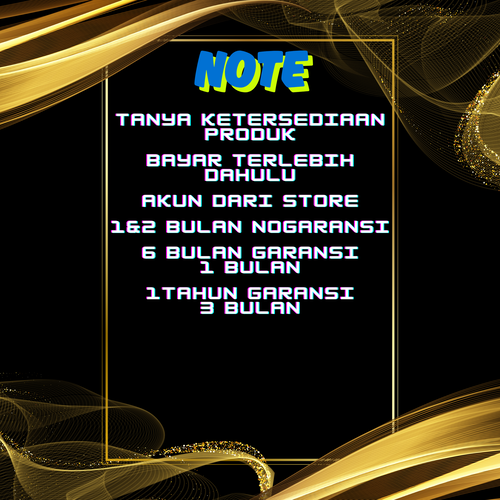 NOTE
TANYA KETERSEDIAAN
PRODUK
BAYAR TERLEBIH
DAHULU
AKUN DARI STORE
1&2 BULAN NOGARANSI
6 BULAN GARANSI
1 BULAN
1TAHUN GARANSI
3 BULAN